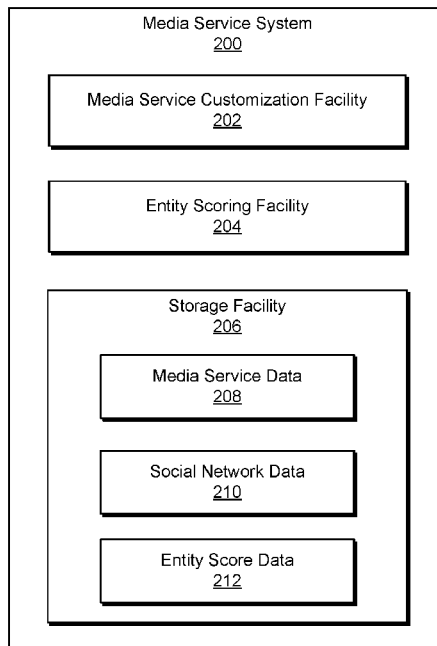 Media Service System
200
Media Service Customization Facility
202
Entity Scoring Facility
204
Storage Facility
206
Media Service Data
208
Social Network Data
210
Entity Score Data
212